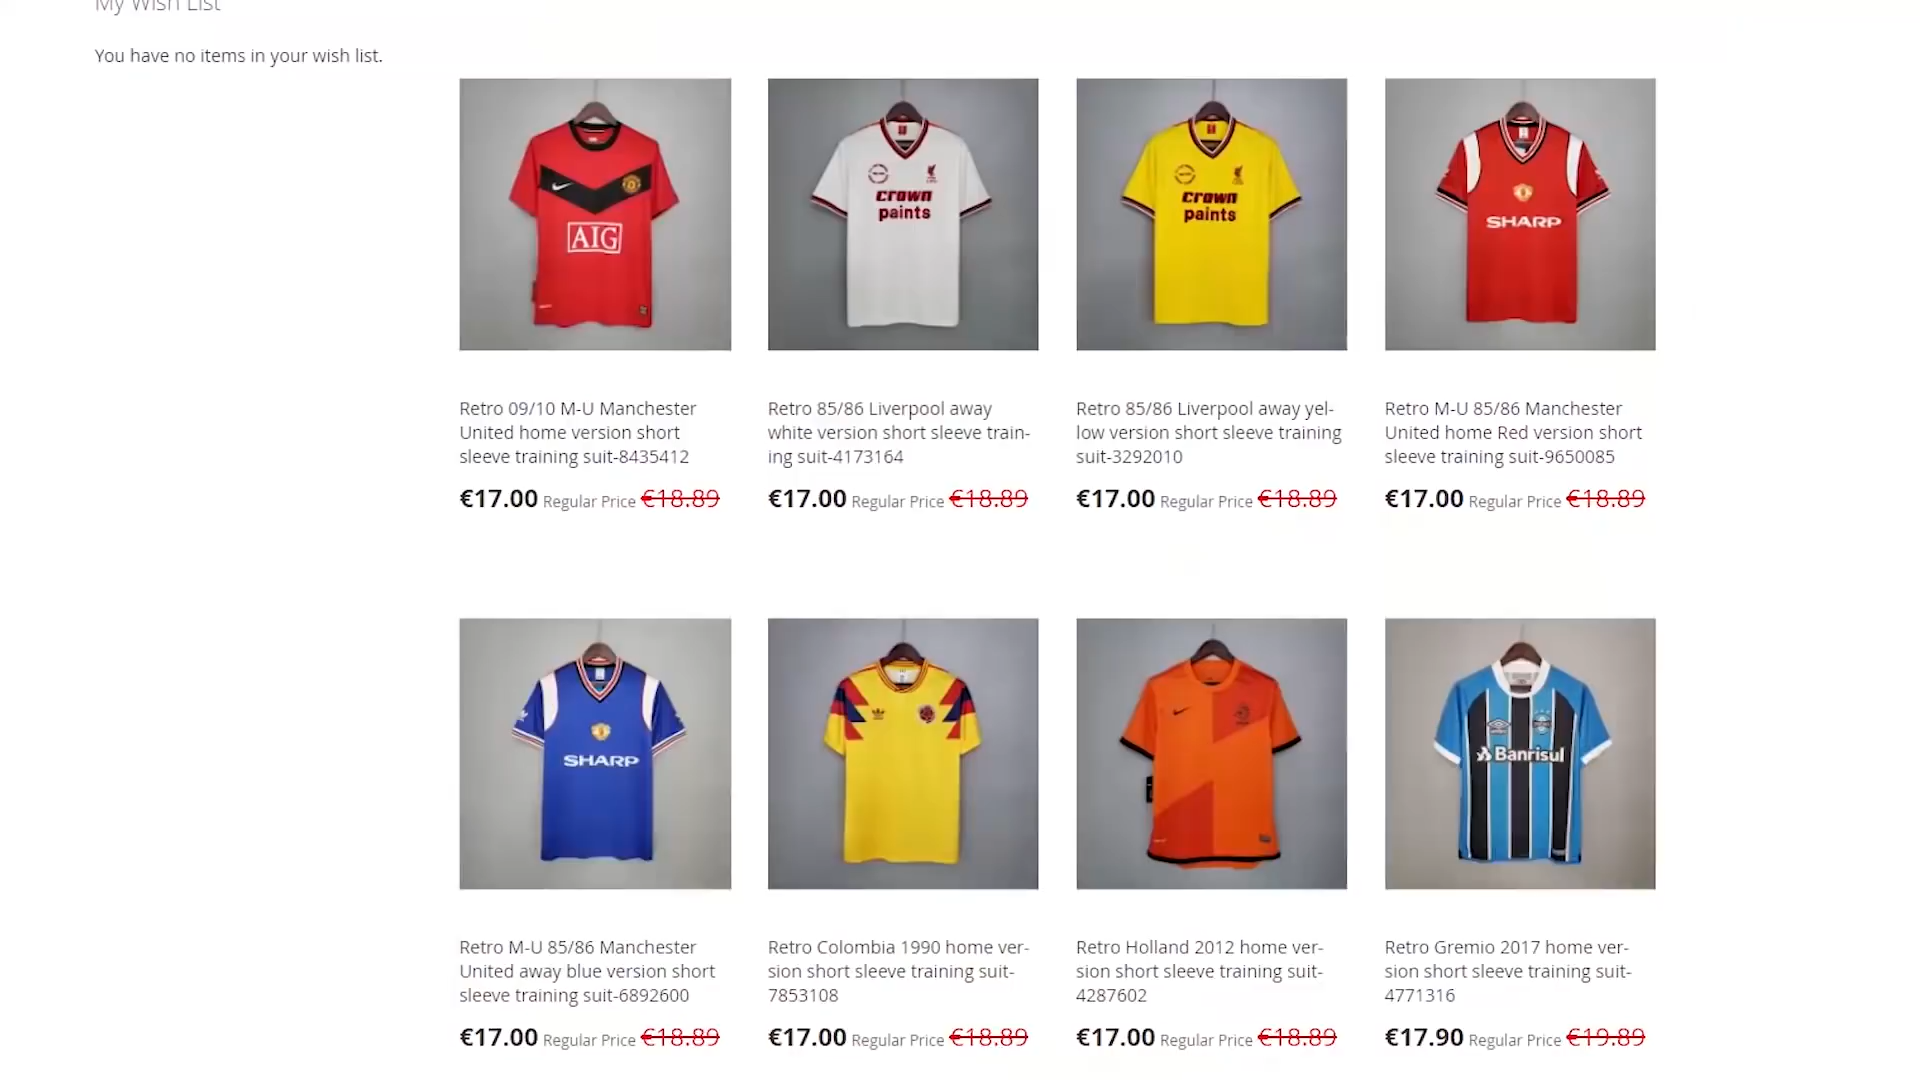 My Wish List
You have no items in your wish list.
AIG
crown
paints
crown
paints
SHARP
Retro 09/10 M-U Manchester
United home version short
sleeve training suit-8435412
€17.00 Regular Price €18.89
Retro 85/86 Liverpool away
white version short sleeve train-
ing suit-4173164
€17.00 Regular Price €18.89
Retro 85/86 Liverpool away yel-
low version short sleeve training
suit-3292010
€17.00 Regular Price €18.89
Retro M-U 85/86 Manchester
United home Red version short
sleeve training suit-9650085
€17.00 Regular Price €18.89
SHARP
Banrisul
Retro M-U 85/86 Manchester
United away blue version short
sleeve training suit-6892600
€17.00 Regular Price €18.89
Retro Colombia 1990 home ver-
sion short sleeve training suit-
7853108
€17.00 Regular Price €18.89
Retro Holland 2012 home ver-
sion short sleeve training suit-
4287602
€17.00 Regular Price €18.89
Retro Gremio 2017 home ver-
sion short sleeve training suit-
4771316
€17.90 Regular Price €19.89